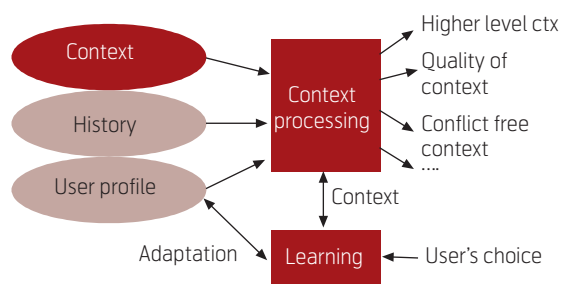 Higher level ctx
Context
Quality of
context
Context
processing
History
Conflict free
context
....
User profile
Context
Adaptation
Learning
User's choice